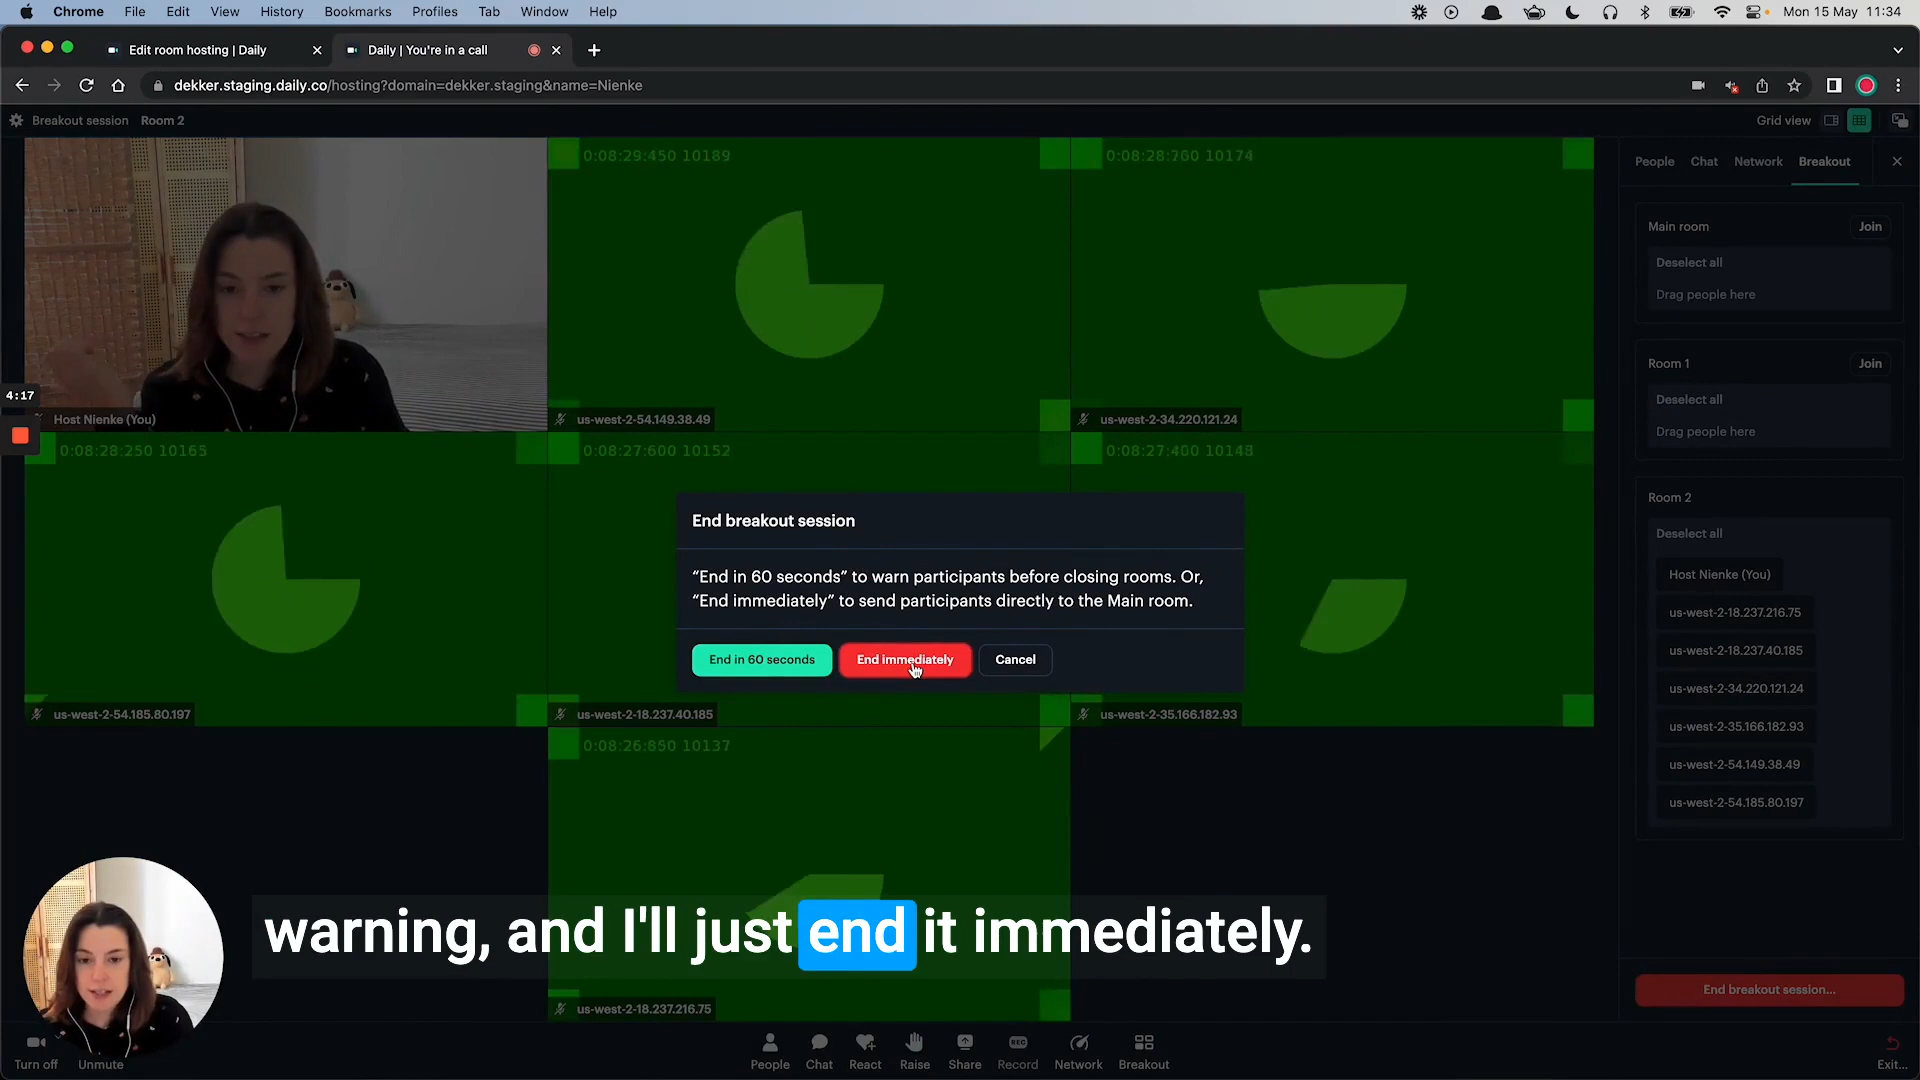 Chrome File Edit View History Bookmarks Profiles Tab Window Help
Mon 15 May 11:34
Edit room hosting | Daily
Daily | You're in a call
dekker.staging.daily.co/hosting?domain=dekker.staging&name=Nienke
Breakout session Room 2
Grid view
People Chat Network Breakout
0:08:29:450 10189
0:08:28:760 10174
Main room
Join
Deselect all
Drag people here
Room 1
Join
Deselect all
Drag people here
4:17
Host Nienke (You)
us-west-2-54.149.38.49
us-west-2-34.220.121.24
0:08:28:250 10165
0:08:27:600 10152
0:08:27:400 10148
Room 2
Deselect all
Host Nienke (You)
us-west-2-18.237.216.75
us-west-2-18.237.40.185
us-west-2-34.220.121.24
us-west-2-35.166.182.93
us-west-2-54.149.38.49
us-west-2-54.185.80.197
End breakout session
“End in 60 seconds” to warn participants before closing rooms. Or,
“End immediately” to send participants directly to the Main room.
End in 60 seconds
End immediately
Cancel
us-west-2-54.185.80.197
us-west-2-18.237.40.185
us-west-2-35.166.182.93
0:08:26:850 10137
warning, and I'll just end it immediately.
us-west-2-18.237.216.75
End breakout session...
Turn off
Unmute
People
Chat
React
Raise
Share
REC
Record
Network
Breakout
Exit...